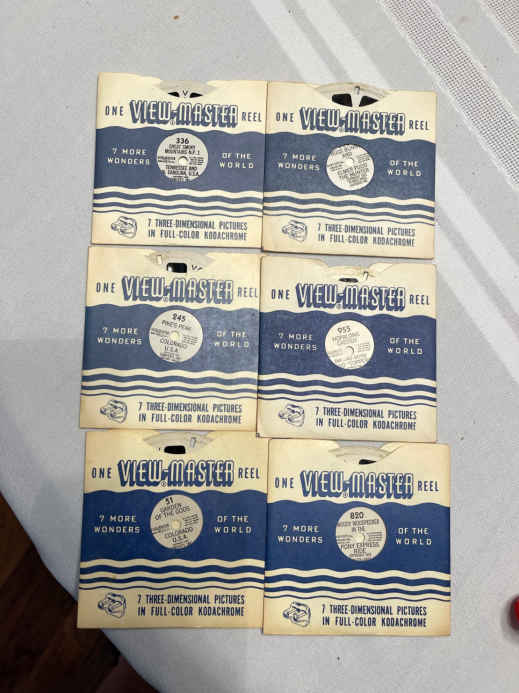 ONE VIEW-MASTER REEL
336
GREAT SMOKY
MOUNTAINS N.P. 1
TENNESSEE AND
CAROLINA, U.S.A.
7 MORE
WONDERS
OF THE
WORLD
7 THREE-DIMENSIONAL PICTURES
IN FULL-COLOR KODACHROME
ONE VIEW-MASTER REEL
7 MORE
WONDERS
OF THE
WORLD
7 THREE-DIMENSIONAL PICTURES
IN FULL-COLOR KODACHROME
ONE VIEW-MASTER REEL
245
PIKES PEAK
COLORADO
U.S.A.
7 MORE
WONDERS
OF THE
WORLD
7 THREE-DIMENSIONAL PICTURES
IN FULL-COLOR KODACHROME
ONE VIEW-MASTER REEL
955
HOPALONG
CASSIDY
7 MORE
WONDERS
OF THE
WORLD
7 THREE-DIMENSIONAL PICTURES
IN FULL-COLOR KODACHROME
ONE VIEW-MASTER REEL
51
GARDEN
OF THE GODS
COLORADO
U.S.A.
7 MORE
WONDERS
OF THE
WORLD
7 THREE-DIMENSIONAL PICTURES
IN FULL-COLOR KODACHROME
ONE VIEW-MASTER REEL
820
WOODY WOODPECKER
IN THE
PONY EXPRESS
RIDE
7 MORE
WONDERS
OF THE
WORLD
7 THREE-DIMENSIONAL PICTURES
IN FULL-COLOR KODACHROME